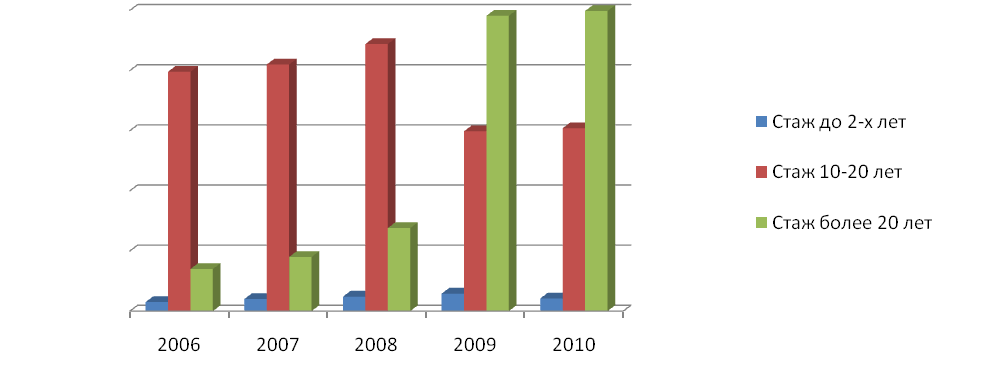 Стаж до 2-х лет
Стаж 10-20 лет
Стаж более 20 лет
2006 2007 2008 2009 2010